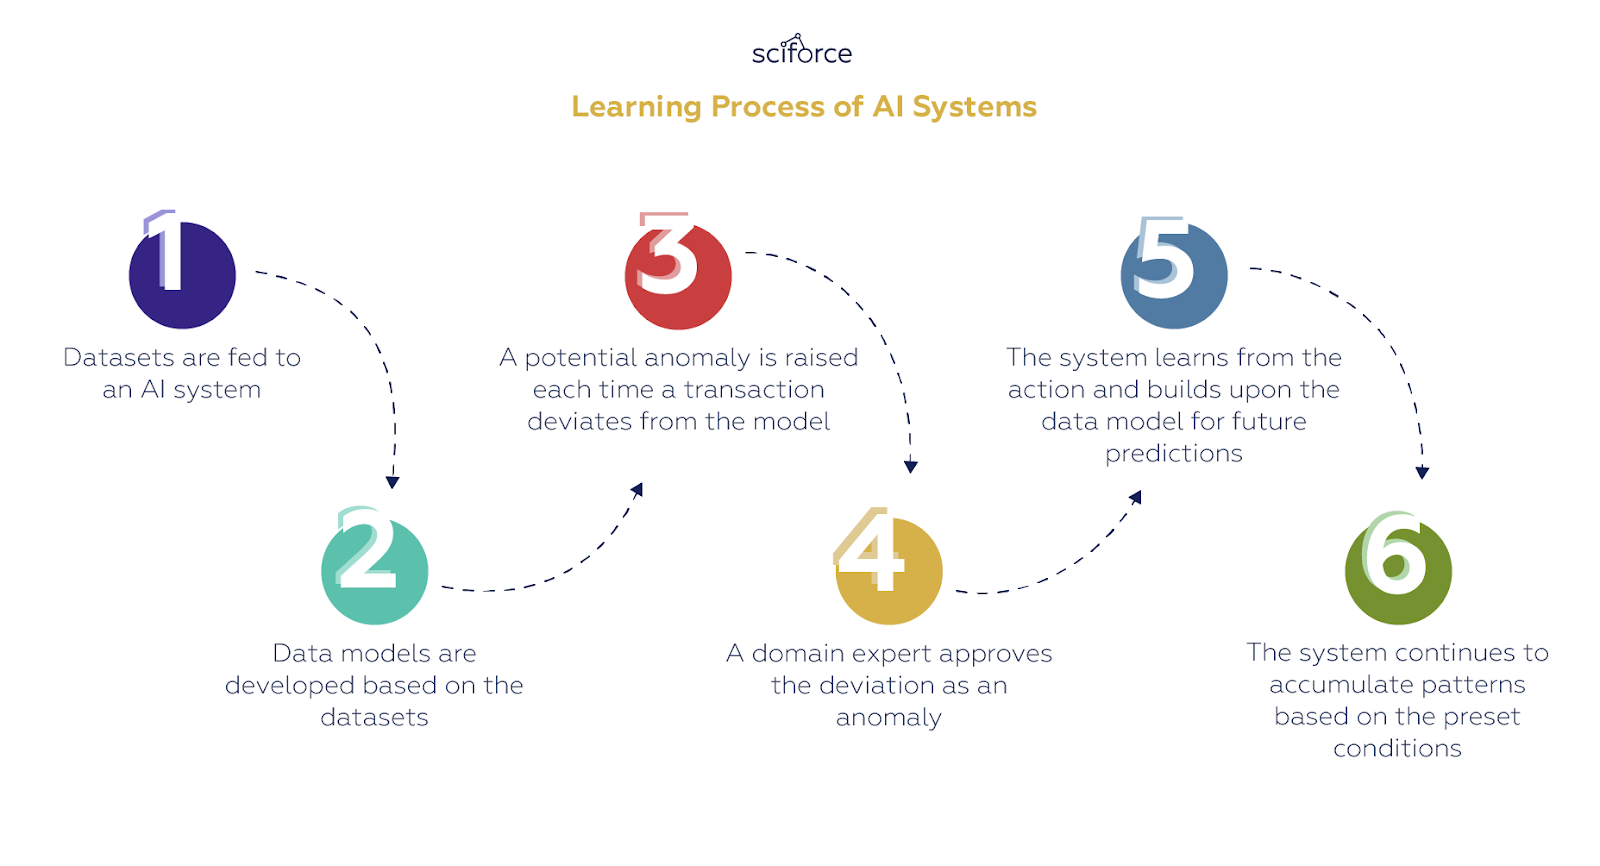 sciforce
Learning Process of AI Systems
1
Datasets are fed to
an AI system
2
Data models are
developed based on the
datasets
3
A potential anomaly is raised
each time a transaction
deviates from the model
4
A domain expert approves
the deviation as an
anomaly
5
The system learns from the
action and builds upon the
data model for future
predictions
6
The system continues to
accumulate patterns
based on the preset
conditions